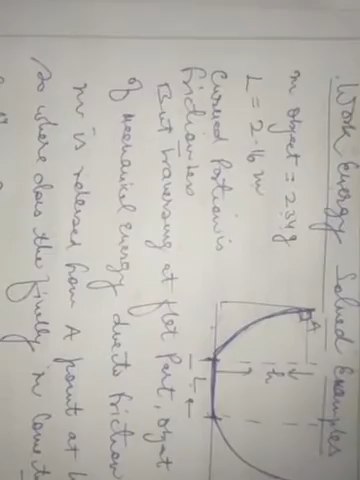 Work Energy Solved Examples
m object = 234g
L = 2.16 m
Curved Portion is
frictionless
But traversing at flat Part, object
of mechanical energy due to friction
m is released from A point at h
So where does the finally m come to
A
h
L